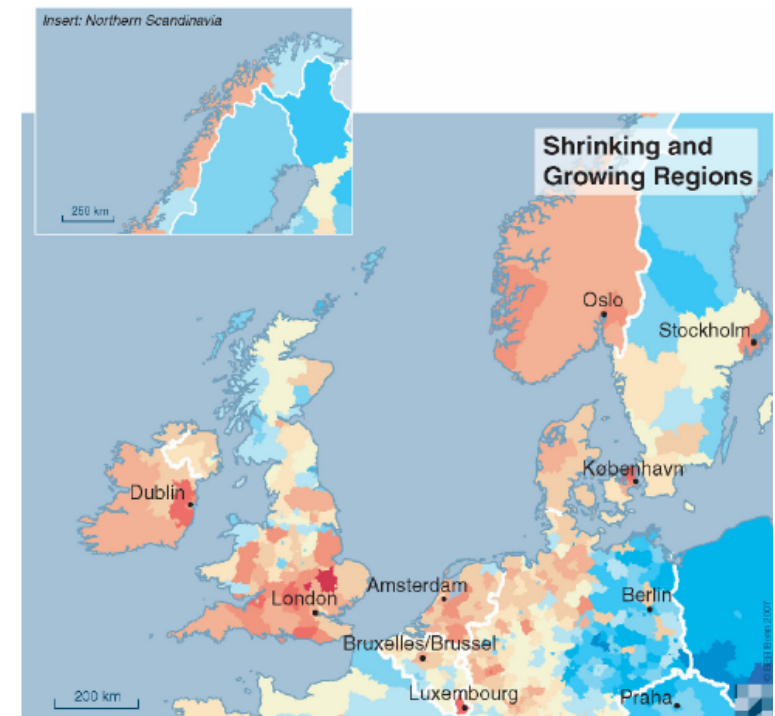 Insert: Northern Scandinavia
250 km
Shrinking and
Growing Regions
Oslo
Stockholm
København
Dublin
London
Amsterdam
Berlin
Bruxelles/Brussel
Luxembourg
Praha
200 km